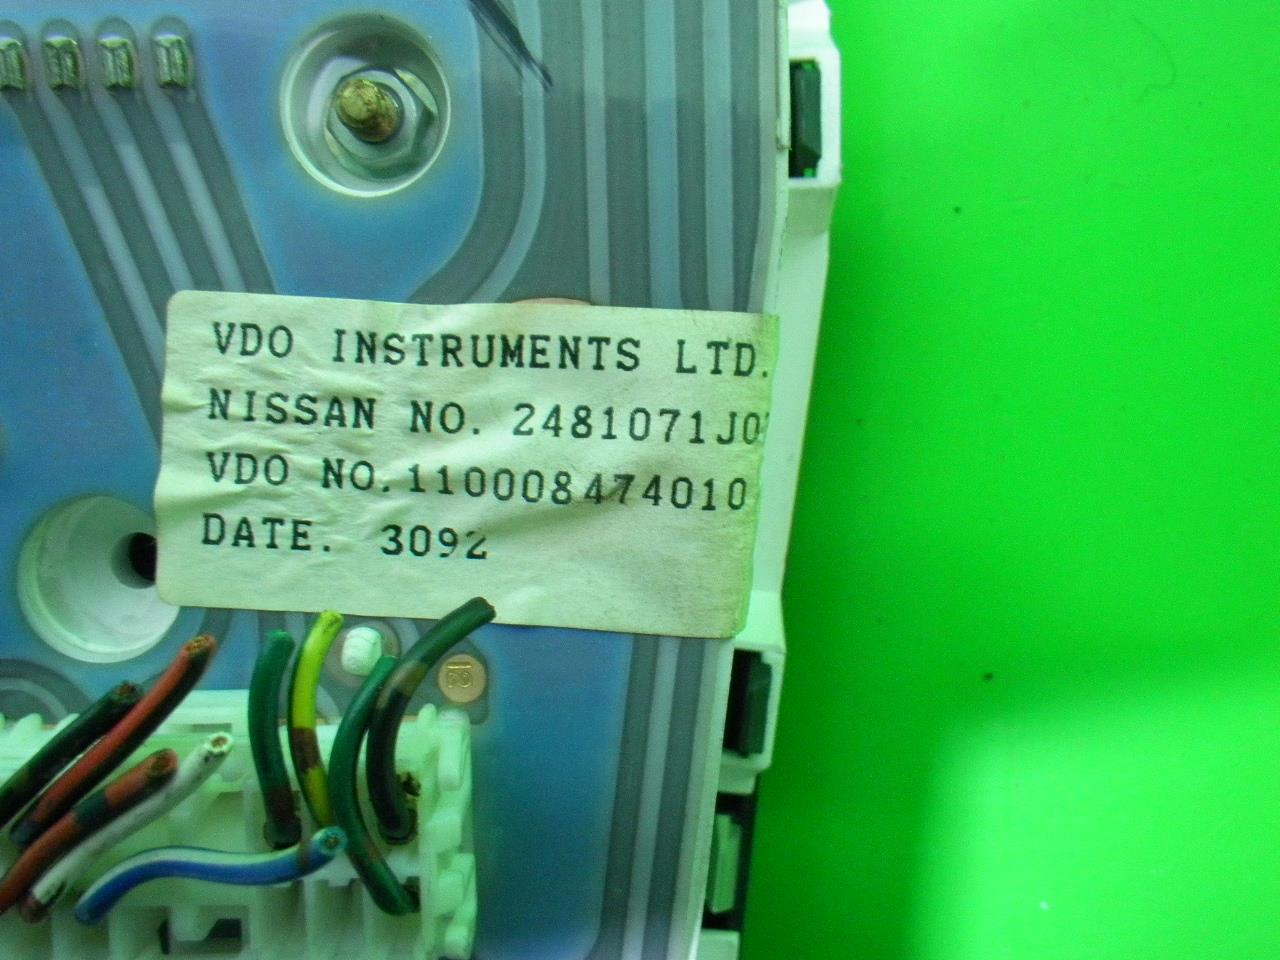 VDO INSTRUMENTS LTD.
NISSAN NO. 2481071J0
VDO NO.110008474010
DATE. 3092